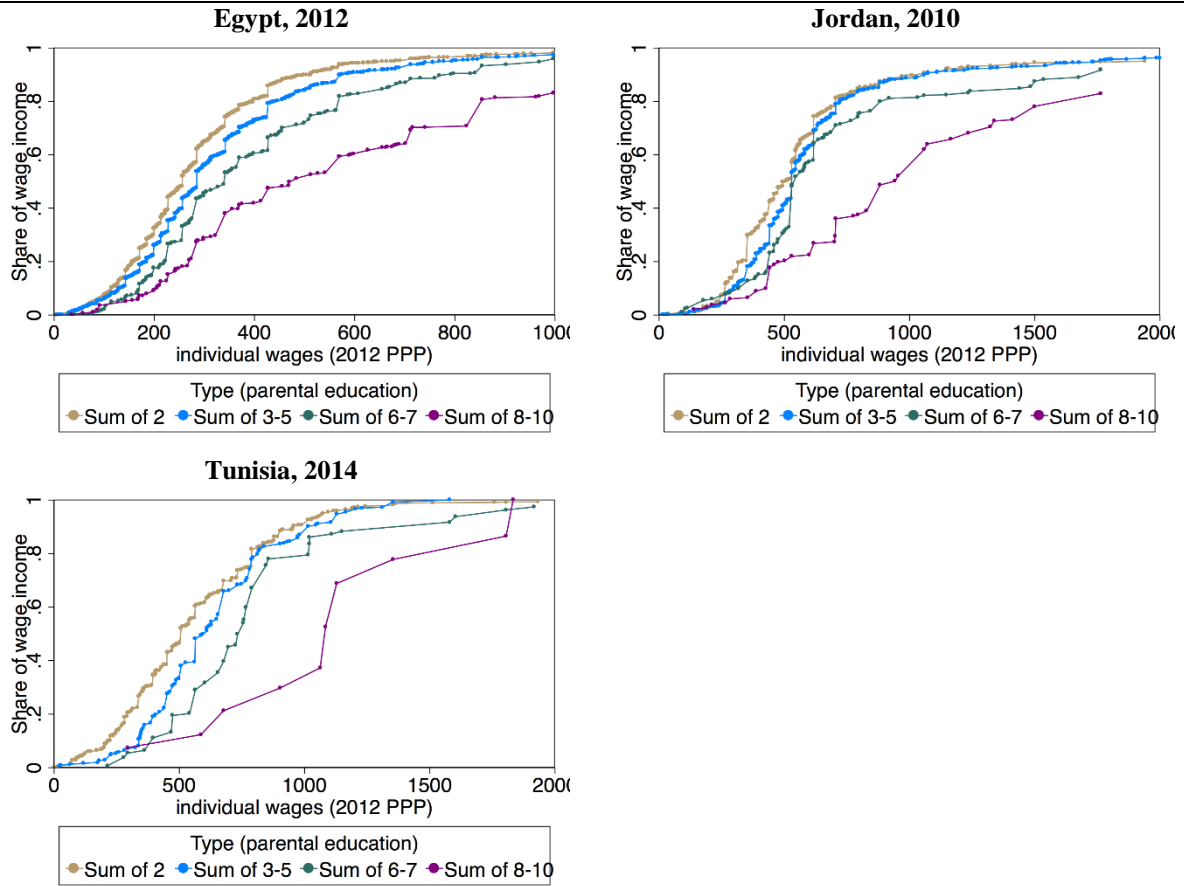 Egypt, 2012
Share of wage income
0 .2 .4 .6 .8 1
0 200 400 600 800 1000
individual wages (2012 PPP)
Type (parental education)
Sum of 2 Sum of 3-5 Sum of 6-7 Sum of 8-10
Jordan, 2010
Share of wage income
0 .2 .4 .6 .8 1
0 500 1000 1500 2000
individual wages (2012 PPP)
Type (parental education)
Sum of 2 Sum of 3-5 Sum of 6-7 Sum of 8-10
Tunisia, 2014
Share of wage income
0 .2 .4 .6 .8 1
0 500 1000 1500 2000
individual wages (2012 PPP)
Type (parental education)
Sum of 2 Sum of 3-5 Sum of 6-7 Sum of 8-10